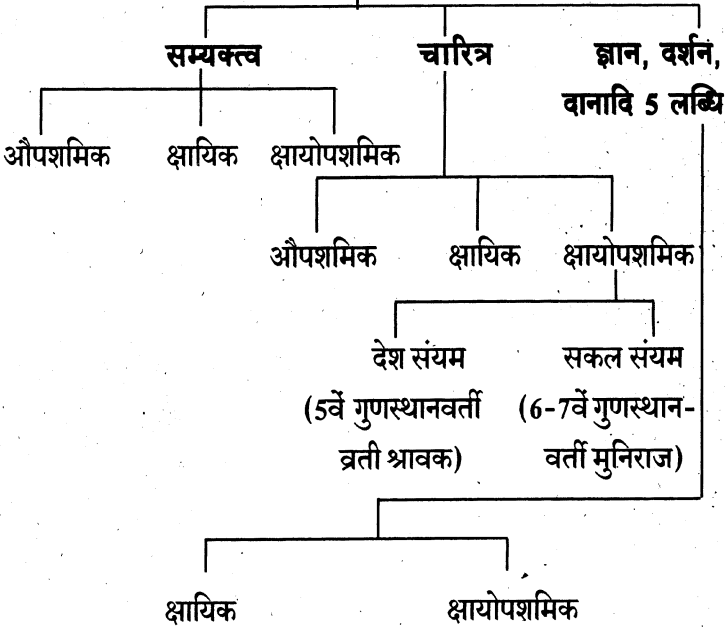 सम्यक्त्व चारित्र ज्ञान, दर्शन,
दानादि 5 लब्धि
औपशमिक क्षायिक क्षायोपशमिक
औपशमिक क्षायिक क्षायोपशमिक
देश संयम सकल संयम
(5वें गुणस्थानवर्ती (6-7वें गुणस्थान-
व्रती श्रावक) वर्ती मुनिराज)
क्षायिक क्षायोपशमिक